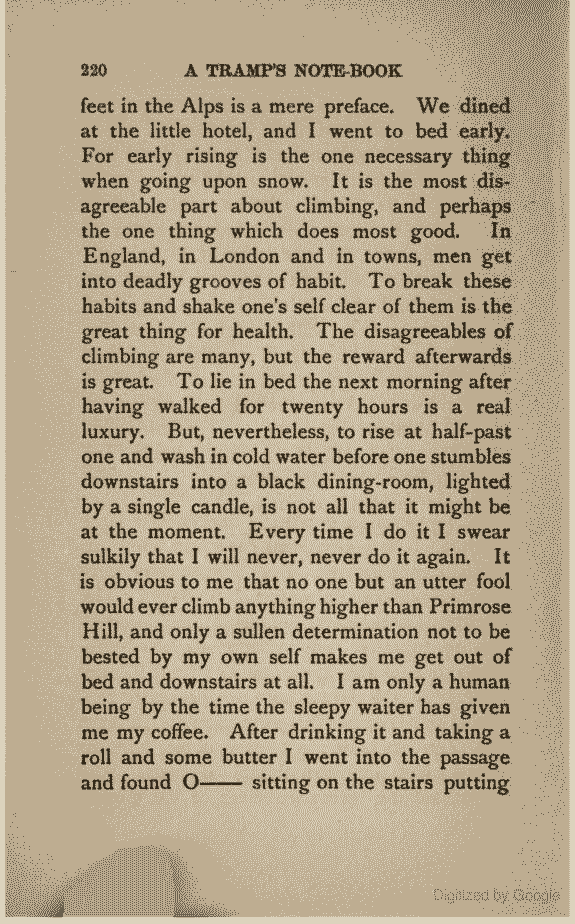 220 A TRAMP'S NOTE-BOOK
feet in the Alps is a mere preface. We dined
at the little hotel, and I went to bed early.
For early rising is the one necessary thing
when going upon snow. It is the most dis-
agreeable part about climbing, and perhaps
the one thing which does most good. In
England, in London and in towns, men get
into deadly grooves of habit. To break these
habits and shake one's self clear of them is the
great thing for health. The disagreeables of
climbing are many, but the reward afterwards
is great. To lie in bed the next morning after
having walked for twenty hours is a real
luxury. But, nevertheless, to rise at half-past
one and wash in cold water before one stumbles
downstairs into a black dining-room, lighted
by a single candle, is not all that it might be
at the moment. Every time I do it I swear
sulkily that I will never, never do it again. It
is obvious to me that no one but an utter fool
would ever climb anything higher than Primrose
Hill, and only a sullen determination not to be
bested by my own self makes me get out of
bed and downstairs at all. I am only a human
being by the time the sleepy waiter has given
me my coffee. After drinking it and taking a
roll and some butter I went into the passage
and found O—— sitting on the stairs putting
Digitized by Google